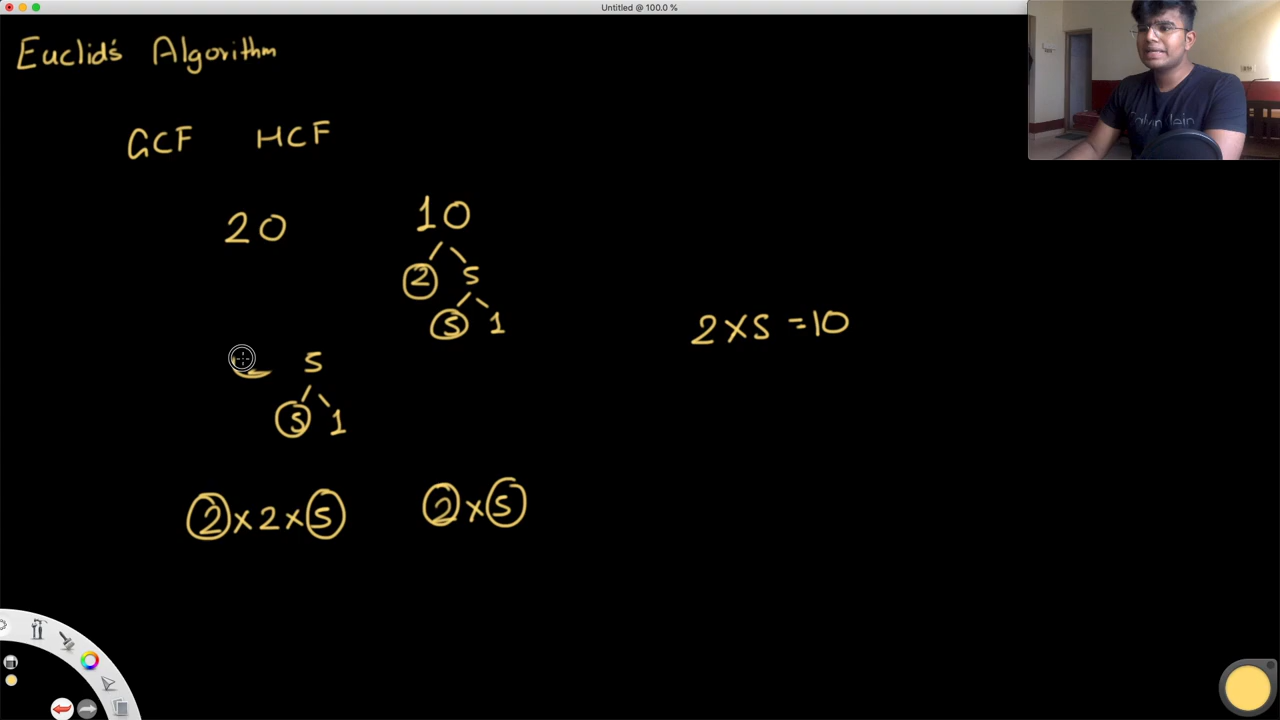 Untitled @ 100.0 %
Euclid's Algorithm
GCF HCF
20 10
2 5
5 1
2 X 5 = 10
5
5 1
2 x 2 x 5 2 x 5